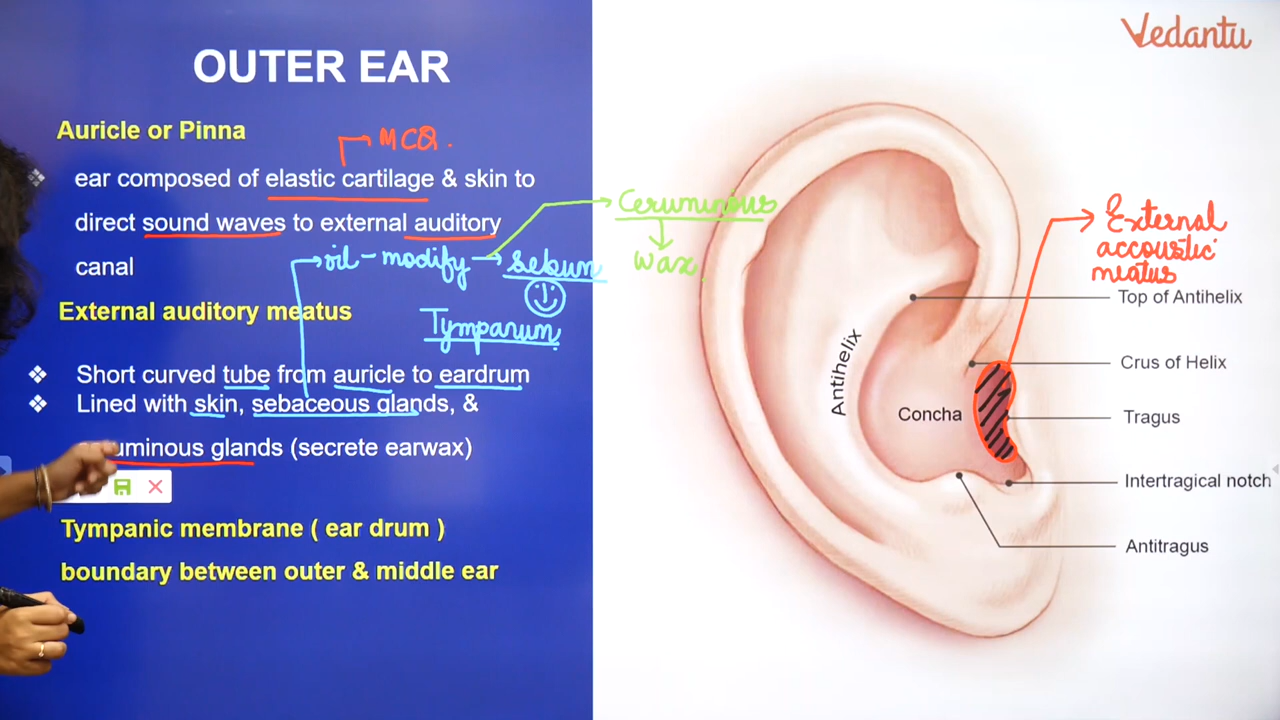 Vedantu
OUTER EAR
Auricle or Pinna
MCQ.
ear composed of elastic cartilage & skin to
direct sound waves to external auditory
canal
oil - modify
Sebum
Ceruminous
wax
Tympanum
External auditory meatus
Short curved tube from auricle to eardrum
Lined with skin, sebaceous glands, &
uminous glands (secrete earwax)
Tympanic membrane ( ear drum )
boundary between outer & middle ear
External
accoustic
meatus
Top of Antihelix
Crus of Helix
Antihelix
Concha
Tragus
Intertragical notch
Antitragus